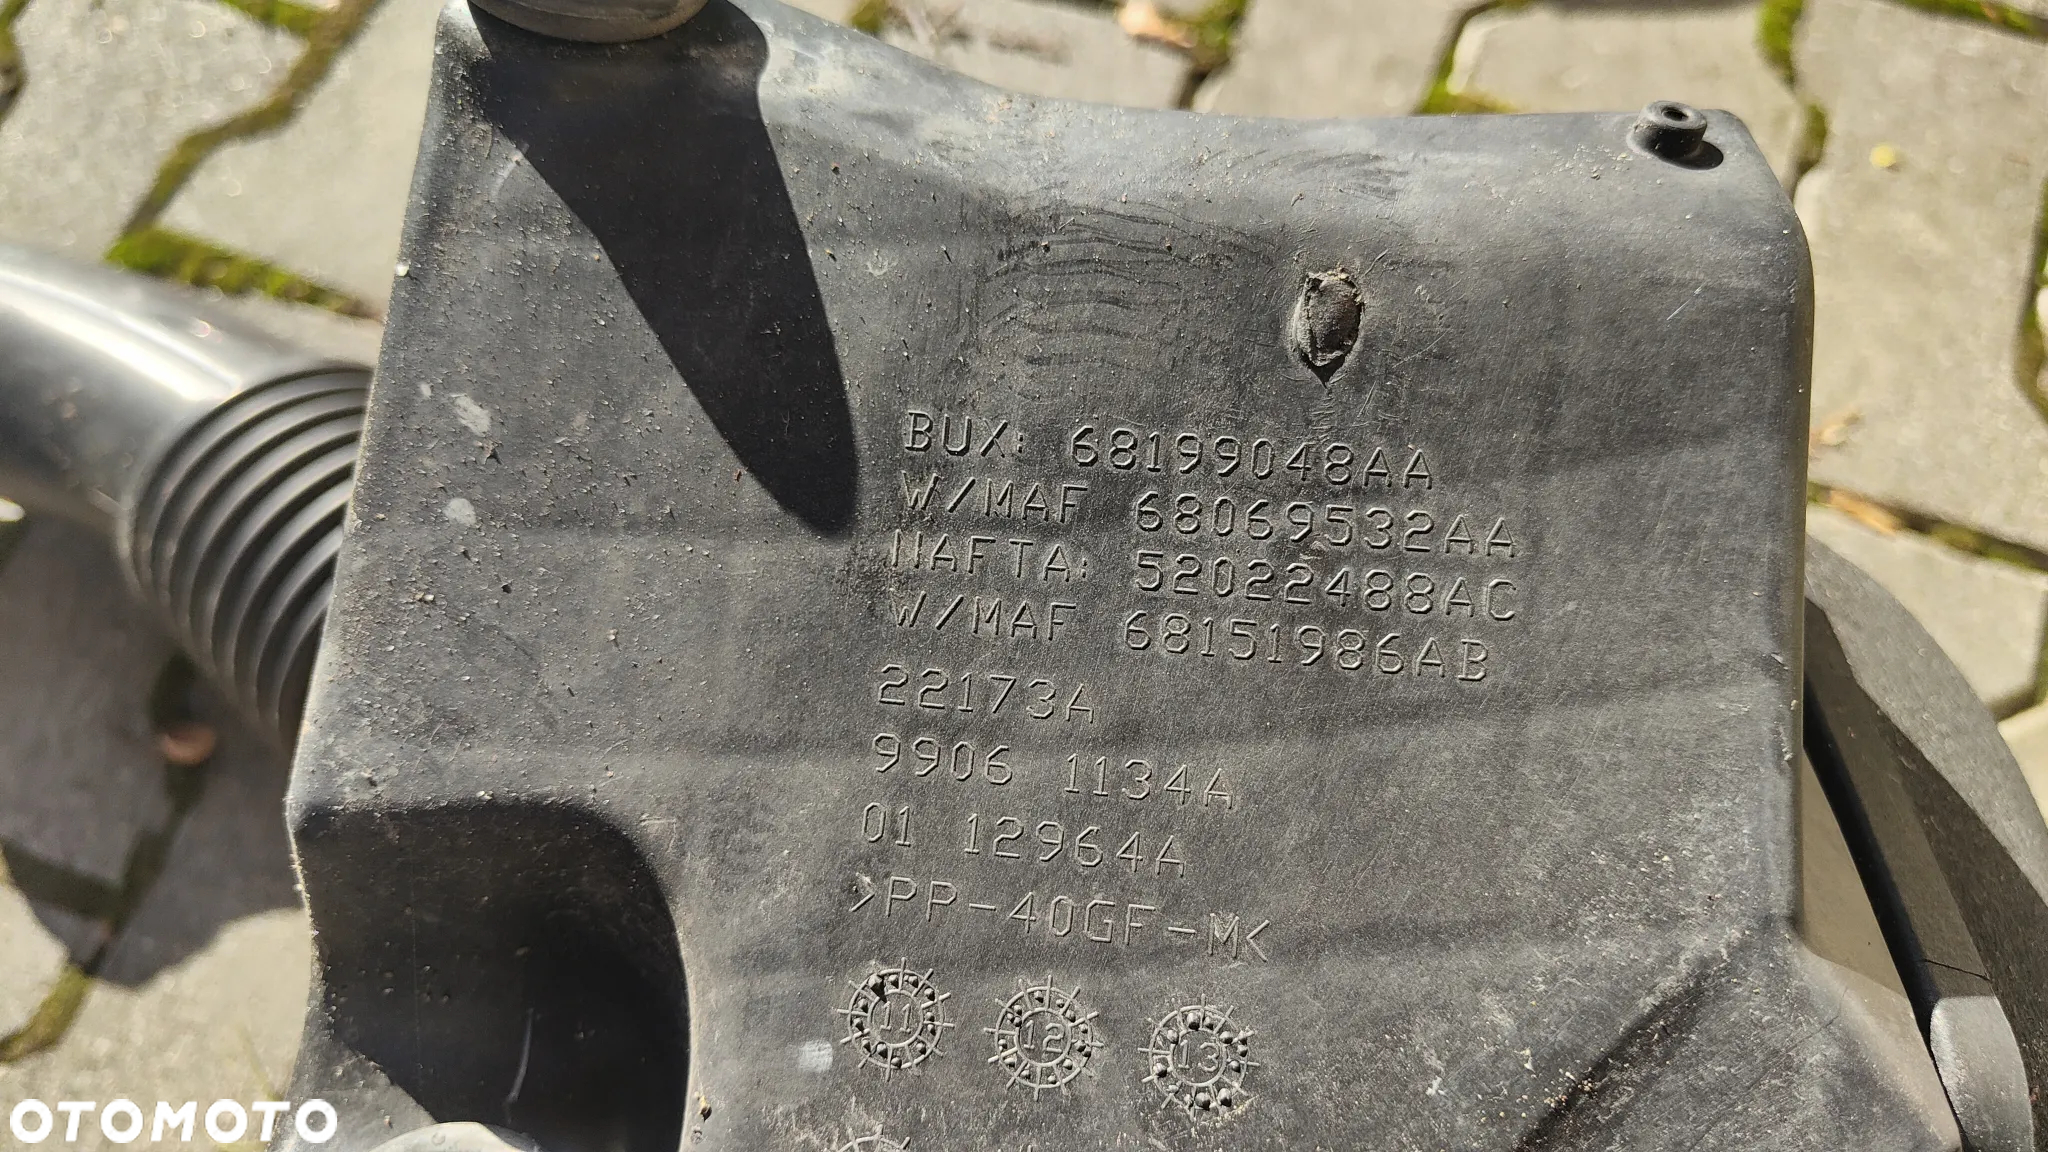 BUX: 68199048AA
W/MAF 68069532AA
NAFTA: 52022488AC
W/MAF 68151986AB
22173A
9906 1134A
01 12964A
>PP-40GF-M<
11 12 13
OTOMOTO